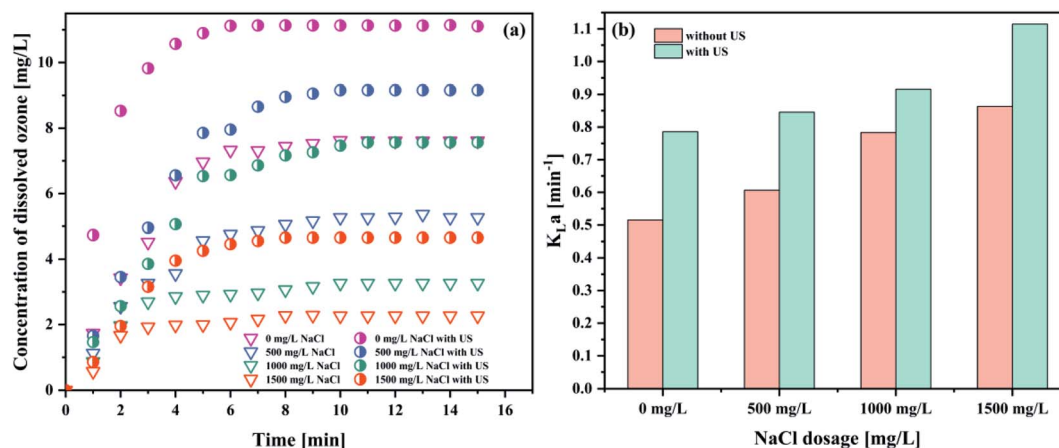 (a)
Concentration of dissolved ozone [mg/L]
10
8
6
4
2
0
0 2 4 6 8 10 12 14 16
Time [min]
0 mg/L NaCl 0 mg/L NaCl with US
500 mg/L NaCl 500 mg/L NaCl with US
1000 mg/L NaCl 1000 mg/L NaCl with US
1500 mg/L NaCl 1500 mg/L NaCl with US
(b)
without US
with US
KLa [min-1]
1.1
1.0
0.9
0.8
0.7
0.6
0.5
0.4
0.3
0.2
0.1
0.0
0 mg/L 500 mg/L 1000 mg/L 1500 mg/L
NaCl dosage [mg/L]